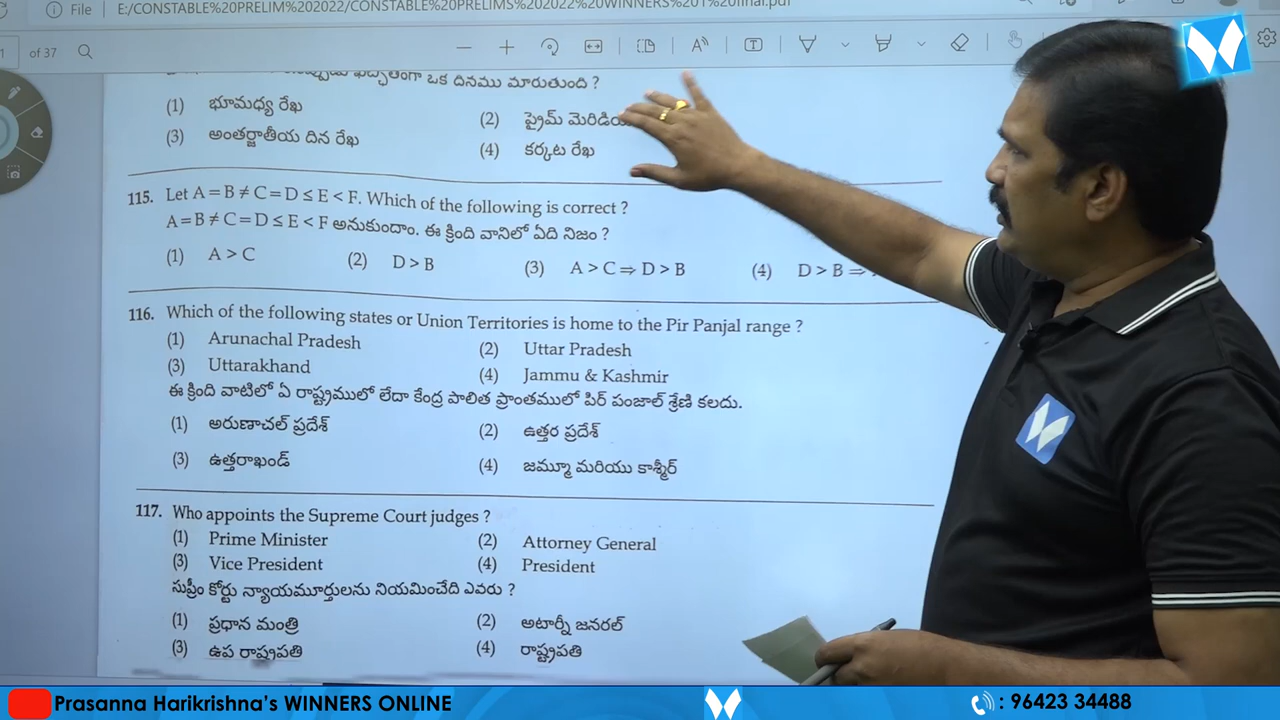 File E:/CONSTABLE%20PRELIM%202022/CONSTABLE%20PRELIMS%202022%20WINNERS%201%20final.pdf
1 of 37
ఒక దినము మారుతుంది ?
(1) భూమధ్య రేఖ (2) ప్రైమ్
(3) అంతర్జాతీయ దిన రేఖ (4) కర్కట రేఖ
115. Let A = B ≠ C = D ≤ E < F. Which of the following is correct ?
A = B ≠ C = D ≤ E < F అనుకుందాం. ఈ క్రింది వానిలో ఏది నిజం ?
(1) A > C (2) D > B (3) A > C ⇒ D > B (4) D > B ⇒
116. Which of the following states or Union Territories is home to the Pir Panjal range ?
(1) Arunachal Pradesh (2) Uttar Pradesh
(3) Uttarakhand (4) Jammu & Kashmir
ఈ క్రింది వాటిలో ఏ రాష్ట్రములో లేదా కేంద్ర పాలిత ప్రాంతములో పిర్ పంజాల్ శ్రేణి కలదు.
(1) అరుణాచల్ ప్రదేశ్ (2) ఉత్తర ప్రదేశ్
(3) ఉత్తరాఖండ్ (4) జమ్మూ మరియు కాశ్మీర్
117. Who appoints the Supreme Court judges ?
(1) Prime Minister (2) Attorney General
(3) Vice President (4) President
సుప్రీం కోర్టు న్యాయమూర్తులను నియమించేది ఎవరు ?
(1) ప్రధాన మంత్రి (2) అటార్నీ జనరల్
(3) ఉప రాష్ట్రపతి (4) రాష్ట్రపతి
Prasanna Harikrishna's WINNERS ONLINE : 96423 34488